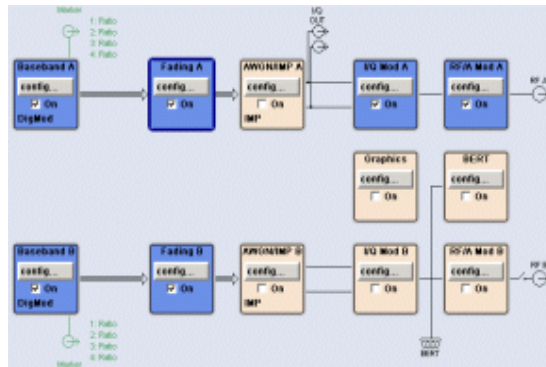 Marker
1: Ratio
2: Ratio
3: Ratio
4: Ratio
I/Q
OUT
Baseband A
config...
On
DigMod
Fading A
config...
On
AWGN/IMP A
config...
On
IMP
I/Q Mod A
config...
On
RF/A Mod A
config...
On
RF A
Graphics
config...
On
BERT
config...
On
Baseband B
config...
On
DigMod
Fading B
config...
On
AWGN/IMP B
config...
On
IMP
I/Q Mod B
config...
On
RF/A Mod B
config...
On
RF B
1: Ratio
2: Ratio
3: Ratio
4: Ratio
Marker
BERT